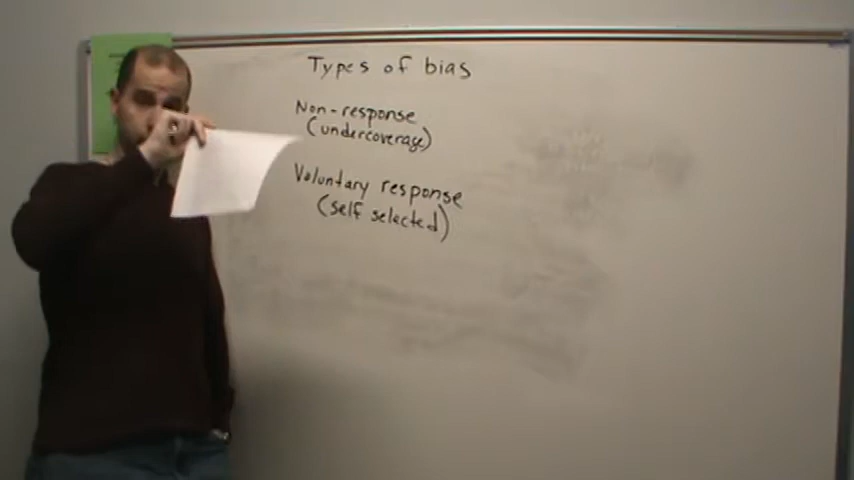 Types of bias
Non-response
(undercoverage)
Voluntary response
(self selected)